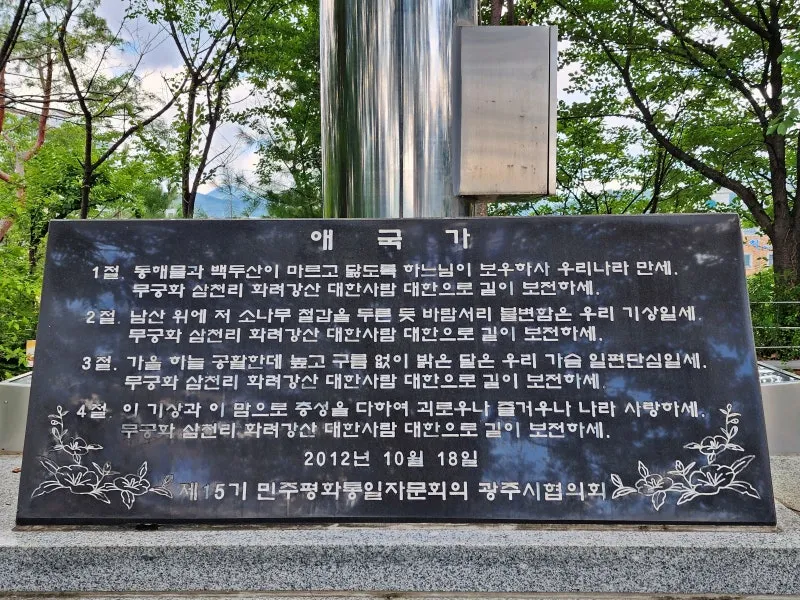 애 국 가
1절. 동해물과 백두산이 마르고 닳도록 하느님이 보우하사 우리나라 만세.
무궁화 삼천리 화려강산 대한사람 대한으로 길이 보전하세.
2절. 남산 위에 저 소나무 철갑을 두른 듯 바람서리 불변함은 우리 기상일세.
무궁화 삼천리 화려강산 대한사람 대한으로 길이 보전하세.
3절. 가을 하늘 공활한데 높고 구름 없이 밝은 달은 우리 가슴 일편단심일세.
무궁화 삼천리 화려강산 대한사람 대한으로 길이 보전하세.
4절. 이 기상과 이 맘으로 충성을 다하여 괴로우나 즐거우나 나라 사랑하세.
무궁화 삼천리 화려강산 대한사람 대한으로 길이 보전하세.
2012년 10월 18일
제15기 민주평화통일자문회의 광주시협의회